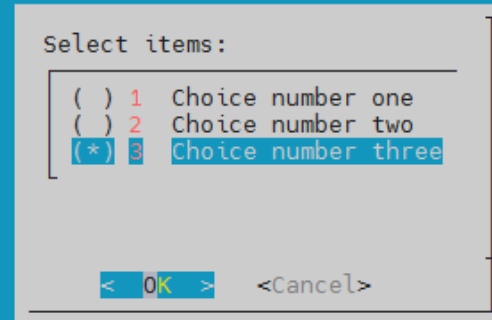 Select items:
( ) 1 Choice number one
( ) 2 Choice number two
(*) 3 Choice number three
< OK > <Cancel>